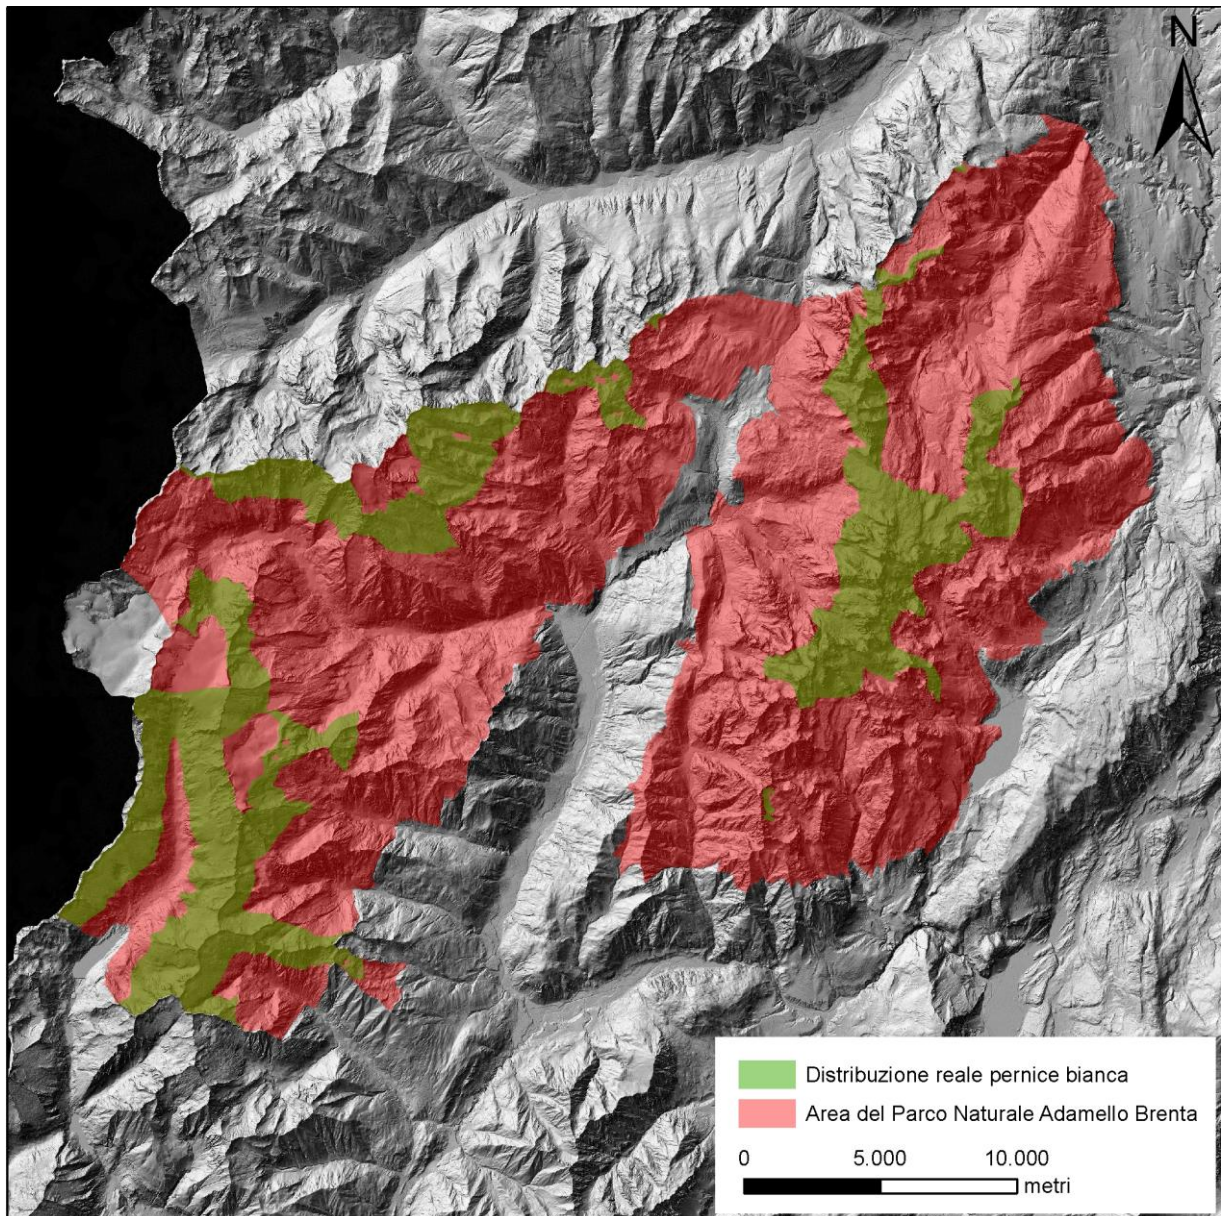 N
Distribuzione reale pernice bianca
Area del Parco Naturale Adamello Brenta
0 5.000 10.000
metri